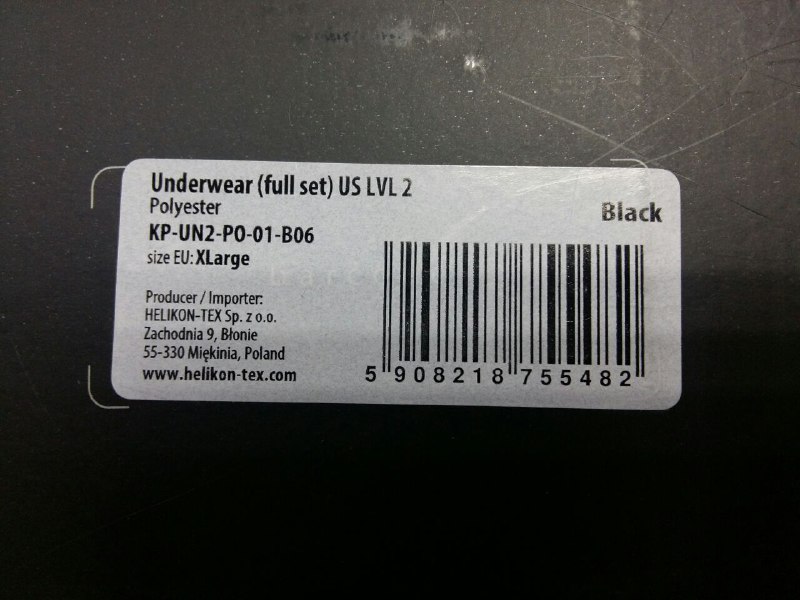 Underwear (full set) US LVL 2
Polyester
Black
KP-UN2-PO-01-B06
size EU: XLarge
Producer / Importer:
HELIKON-TEX Sp. z o.o.
Zachodnia 9, Błonie
55-330 Miękinia, Poland
www.helikon-tex.com
5 908218 755482